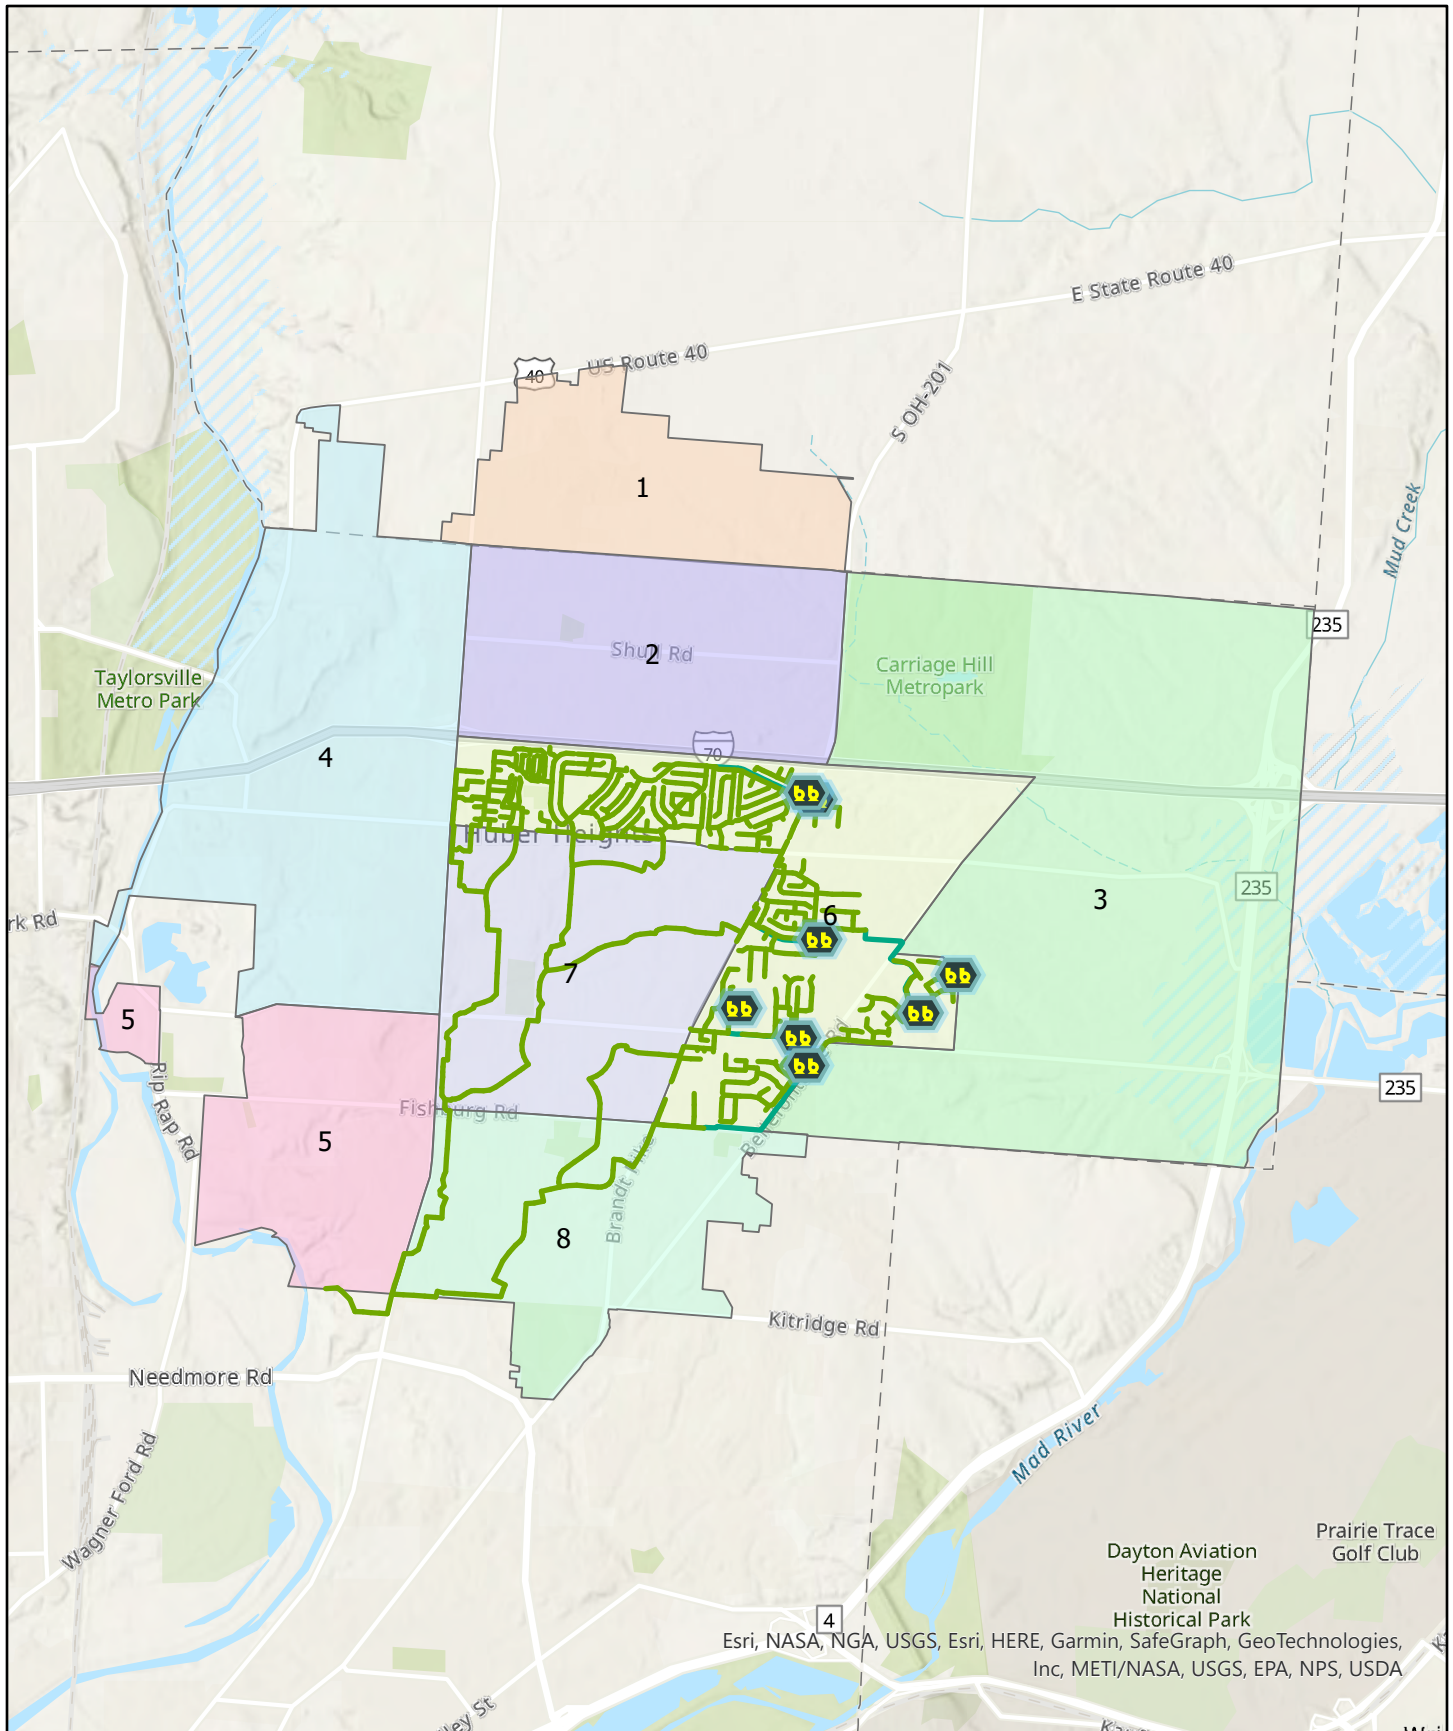 E State Route 40
US Route 40
40
S OH-201
1
Mud Creek
235
Shull Rd
2
Carriage Hill
Metropark
Taylorsville
Metro Park
70
4
Huber Heights
235
3
6
rk Rd
7
5
Rd
Rip Rap Rd
235
Fishburg Rd
5
Brandt Pike
8
Kitridge Rd
Needmore Rd
Mad River
Wagner Ford Rd
Prairie Trace
Golf Club
Dayton Aviation
Heritage
National
Historical Park
4
Esri, NASA, NGA, USGS, Esri, HERE, Garmin, SafeGraph, GeoTechnologies,
Inc, METI/NASA, USGS, EPA, NPS, USDA
lley St